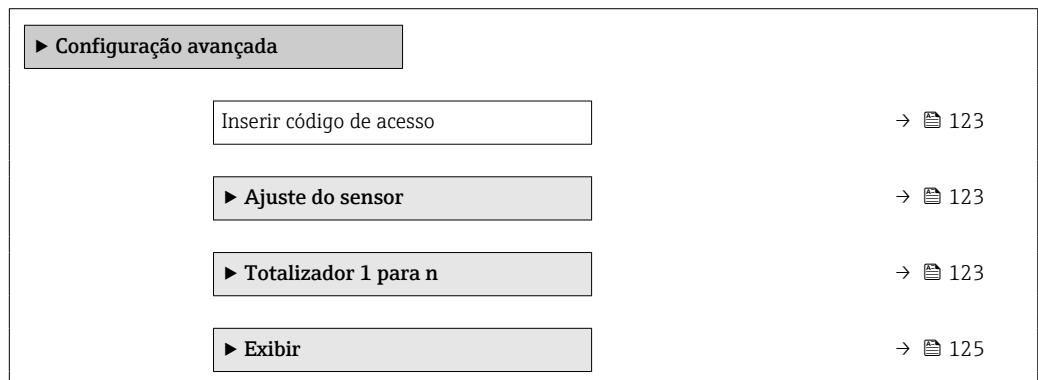 ▶ Configuração avançada
Inserir código de acesso → 🖹 123
▶ Ajuste do sensor → 🖹 123
▶ Totalizador 1 para n → 🖹 123
▶ Exibir → 🖹 125